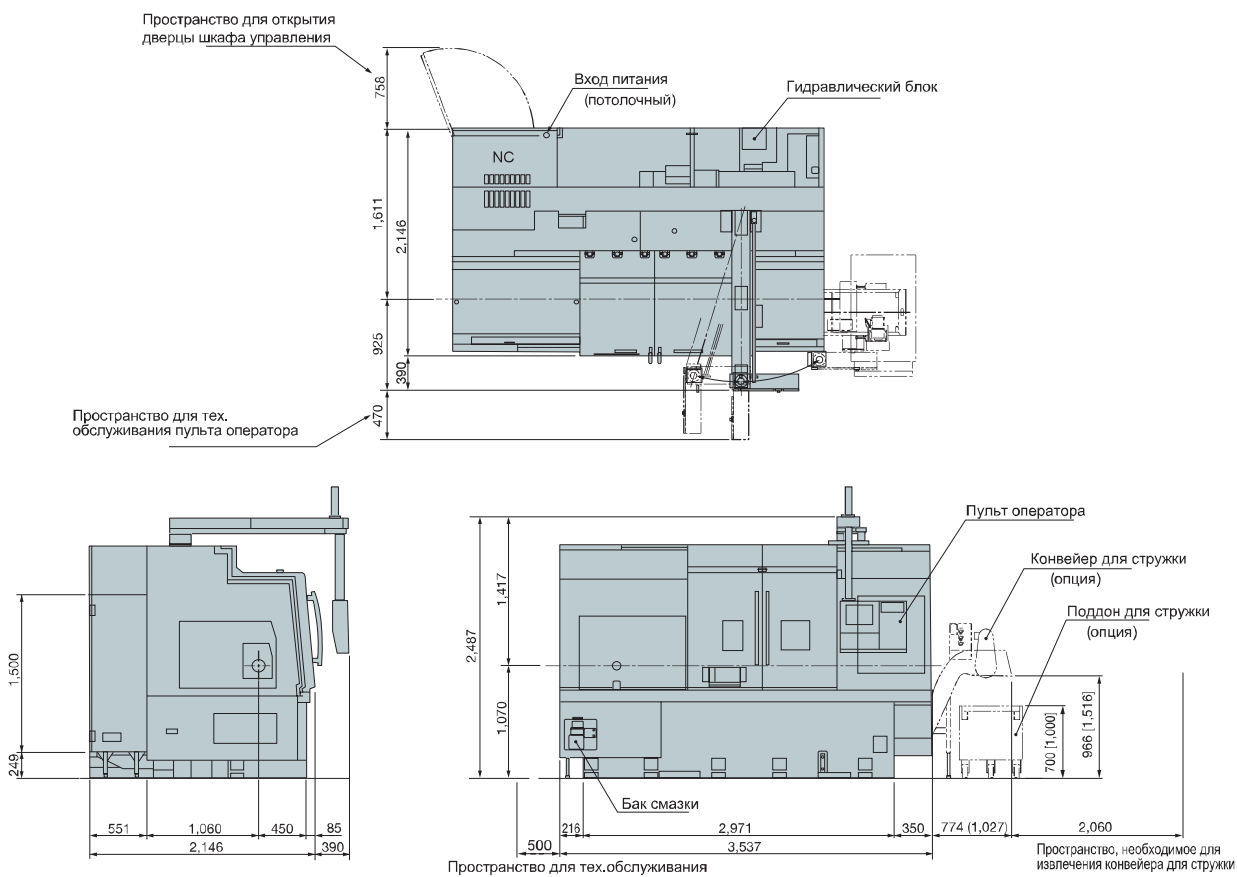 Пространство для открытия
дверцы шкафа управления
758
Вход питания
(потолочный)
Гидравлический блок
NC
1,611
2,146
925
390
470
Пространство для тех.
обслуживания пульта оператора
1,500
249
551
1,060
450
85
2,146
390
2,487
1,417
1,070
Пульт оператора
Конвейер для стружки
(опция)
Поддон для стружки
(опция)
700 [1,000]
966 [1,516]
Бак смазки
216
2,971
350
774 (1,027)
2,060
500
3,537
Пространство для тех.обслуживания
Пространство, необходимое для
извлечения конвейера для стружки